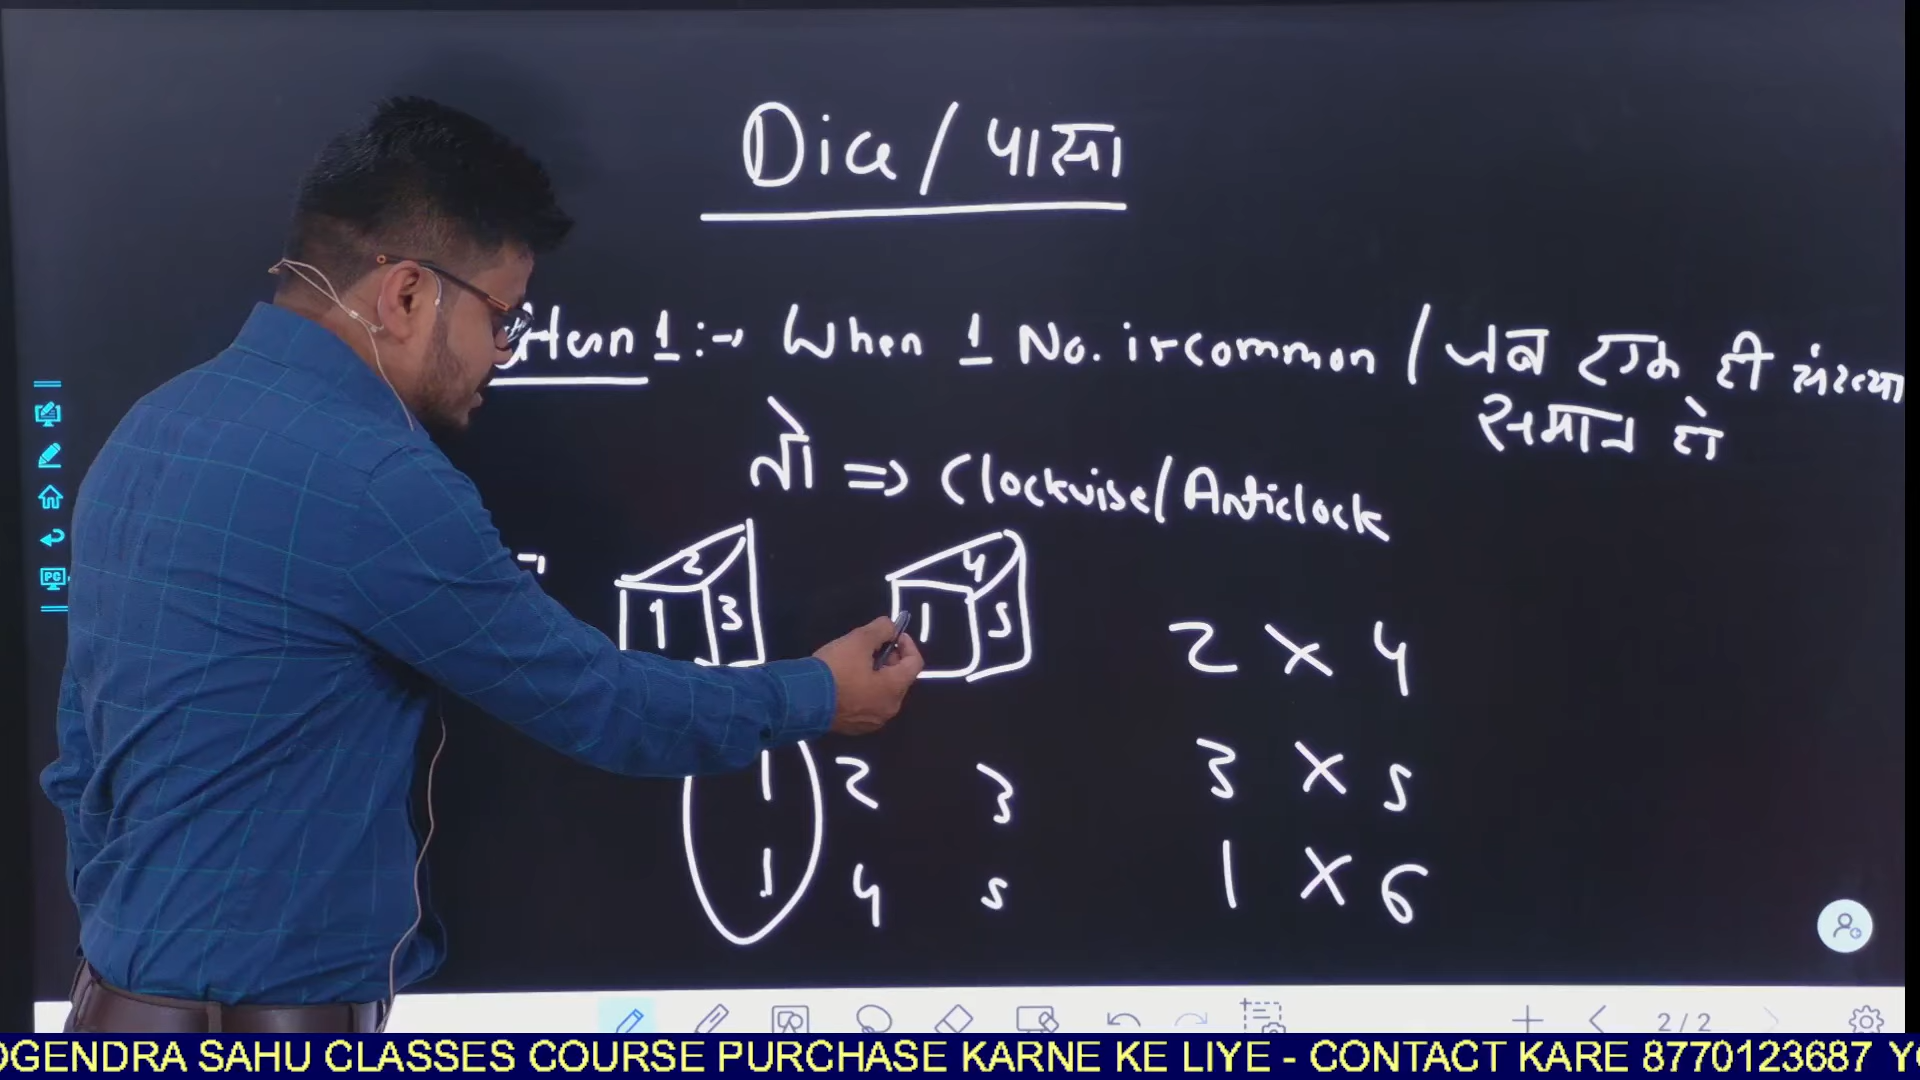 Dice / पासा
1 :→ When 1 No. is common / जब एक ही संख्या
समान हो
तो ⇒ Clockwise/Anticlock
2
1 3
4
1 5
2 × 4
1 2 3
3 × 5
1 4 5
1 × 6
PC
2/2
OGENDRA SAHU CLASSES COURSE PURCHASE KARNE KE LIYE - CONTACT KARE 8770123687